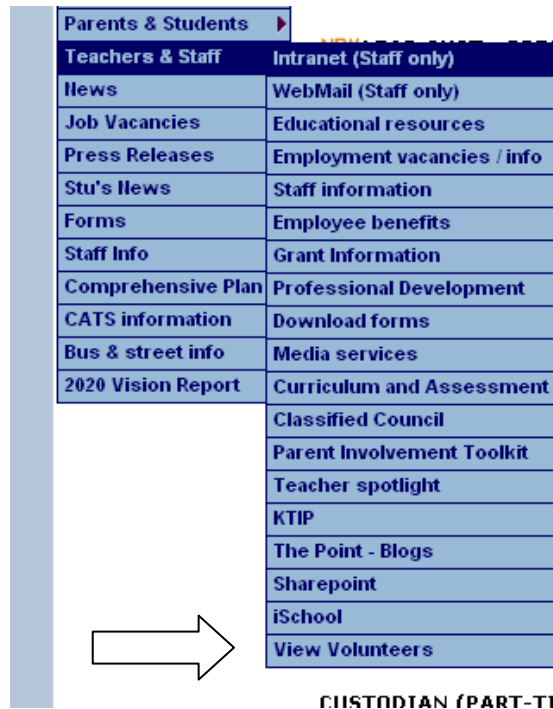 Parents & Students
Teachers & Staff
News
Job Vacancies
Press Releases
Stu's News
Forms
Staff Info
Comprehensive Plan
CATS information
Bus & street info
2020 Vision Report
Intranet (Staff only)
WebMail (Staff only)
Educational resources
Employment vacancies / info
Staff information
Employee benefits
Grant Information
Professional Development
Download forms
Media services
Curriculum and Assessment
Classified Council
Parent Involvement Toolkit
Teacher spotlight
KTIP
The Point - Blogs
Sharepoint
iSchool
View Volunteers
CUSTODIAN (PART-TI